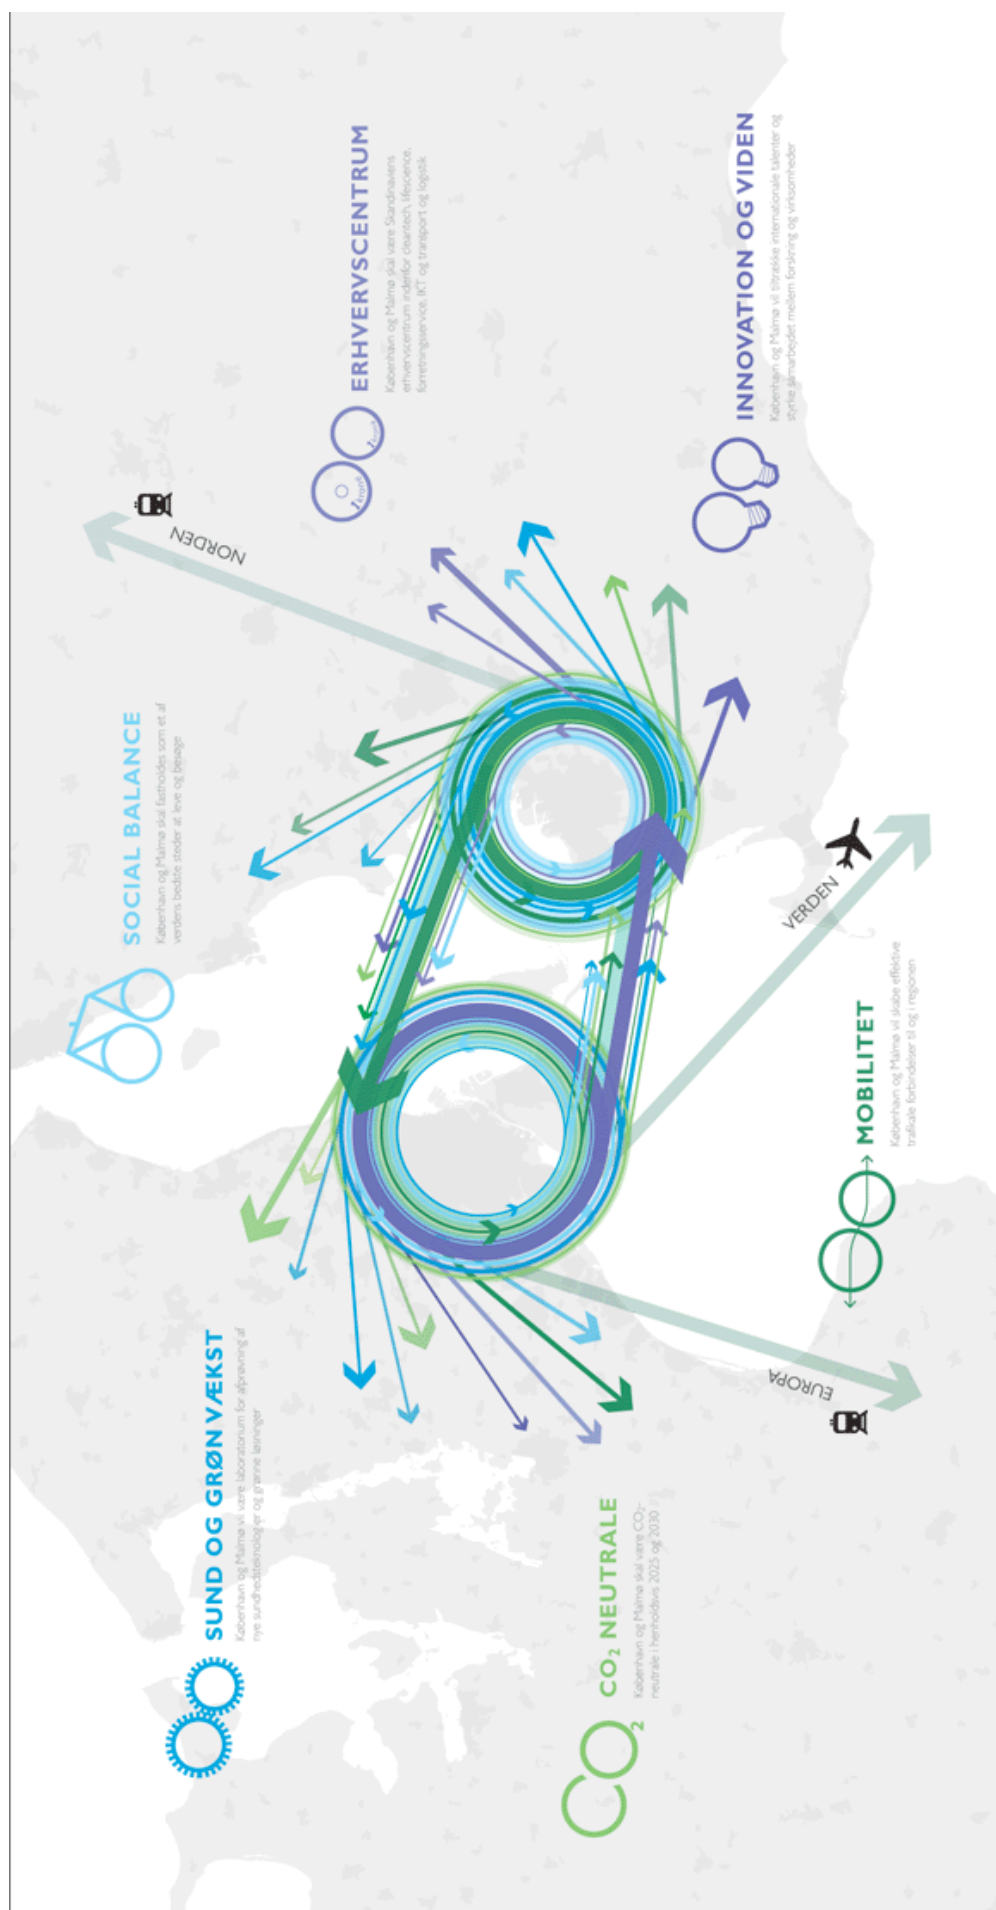 SUND OG GRØN VÆKST
København og Malmø vil være laboratorium for afprøvning af
nye sundhedsteknologier og grønne løsninger
SOCIAL BALANCE
København og Malmø skal fastholdes som et af
verdens bedste steder at leve og besøge
NORDEN
ERHVERVSCENTRUM
København og Malmø skal være Skandinaviens
erhvervscentrum indenfor cleantech, lifescience,
forretningsservice, IKT og transport og logistik
1 krone
1 krone
CO2 NEUTRALE
København og Malmø skal være CO2-
neutrale i henholdsvis 2025 og 2030
2
EUROPA
MOBILITET
København og Malmø vil skabe effektive
trafikale forbindelser til og i regionen
VERDEN
INNOVATION OG VIDEN
København og Malmø vil tiltrække internationale talenter og
styrke samarbejdet mellem forskning og virksomheder